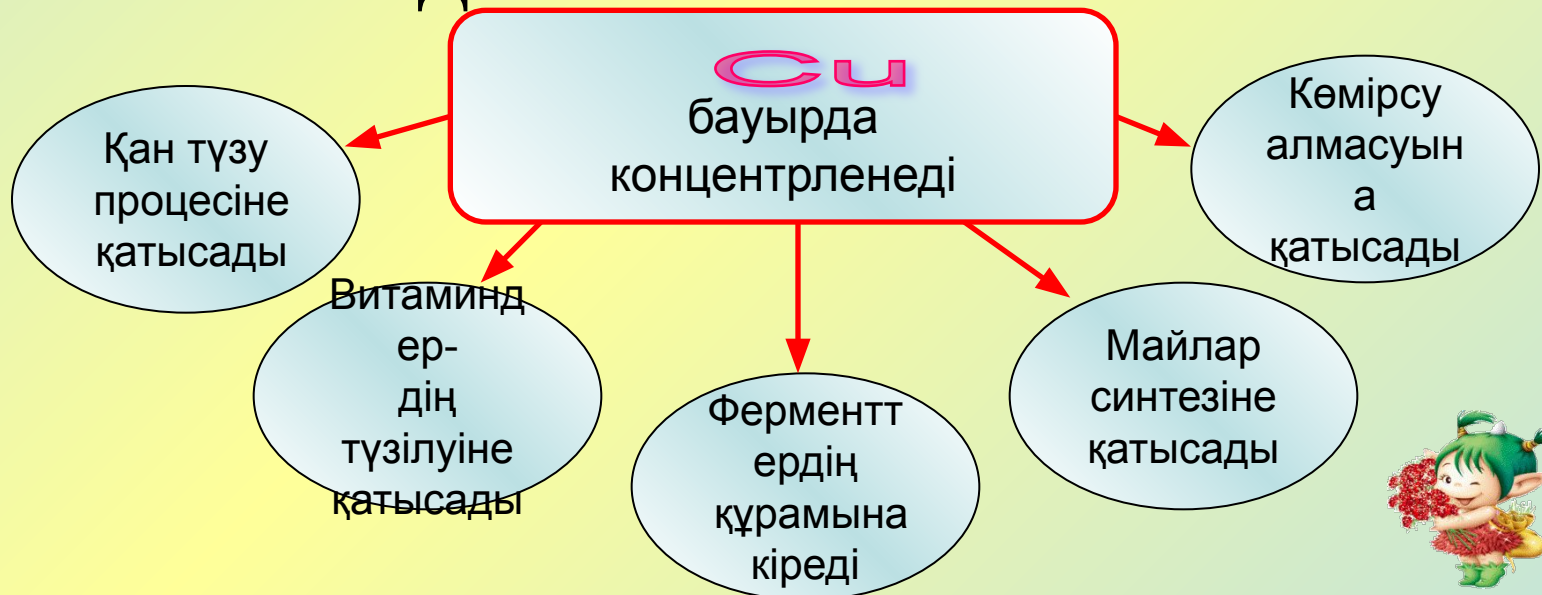 Cu
бауырда
концентрленеді
Қан түзу
процесіне
қатысады
Витаминд
ер-
дің
түзілуіне
қатысады
Ферментт
ердің
құрамына
кіреді
Майлар
синтезіне
қатысады
Көмірсу
алмасуын
а
қатысады